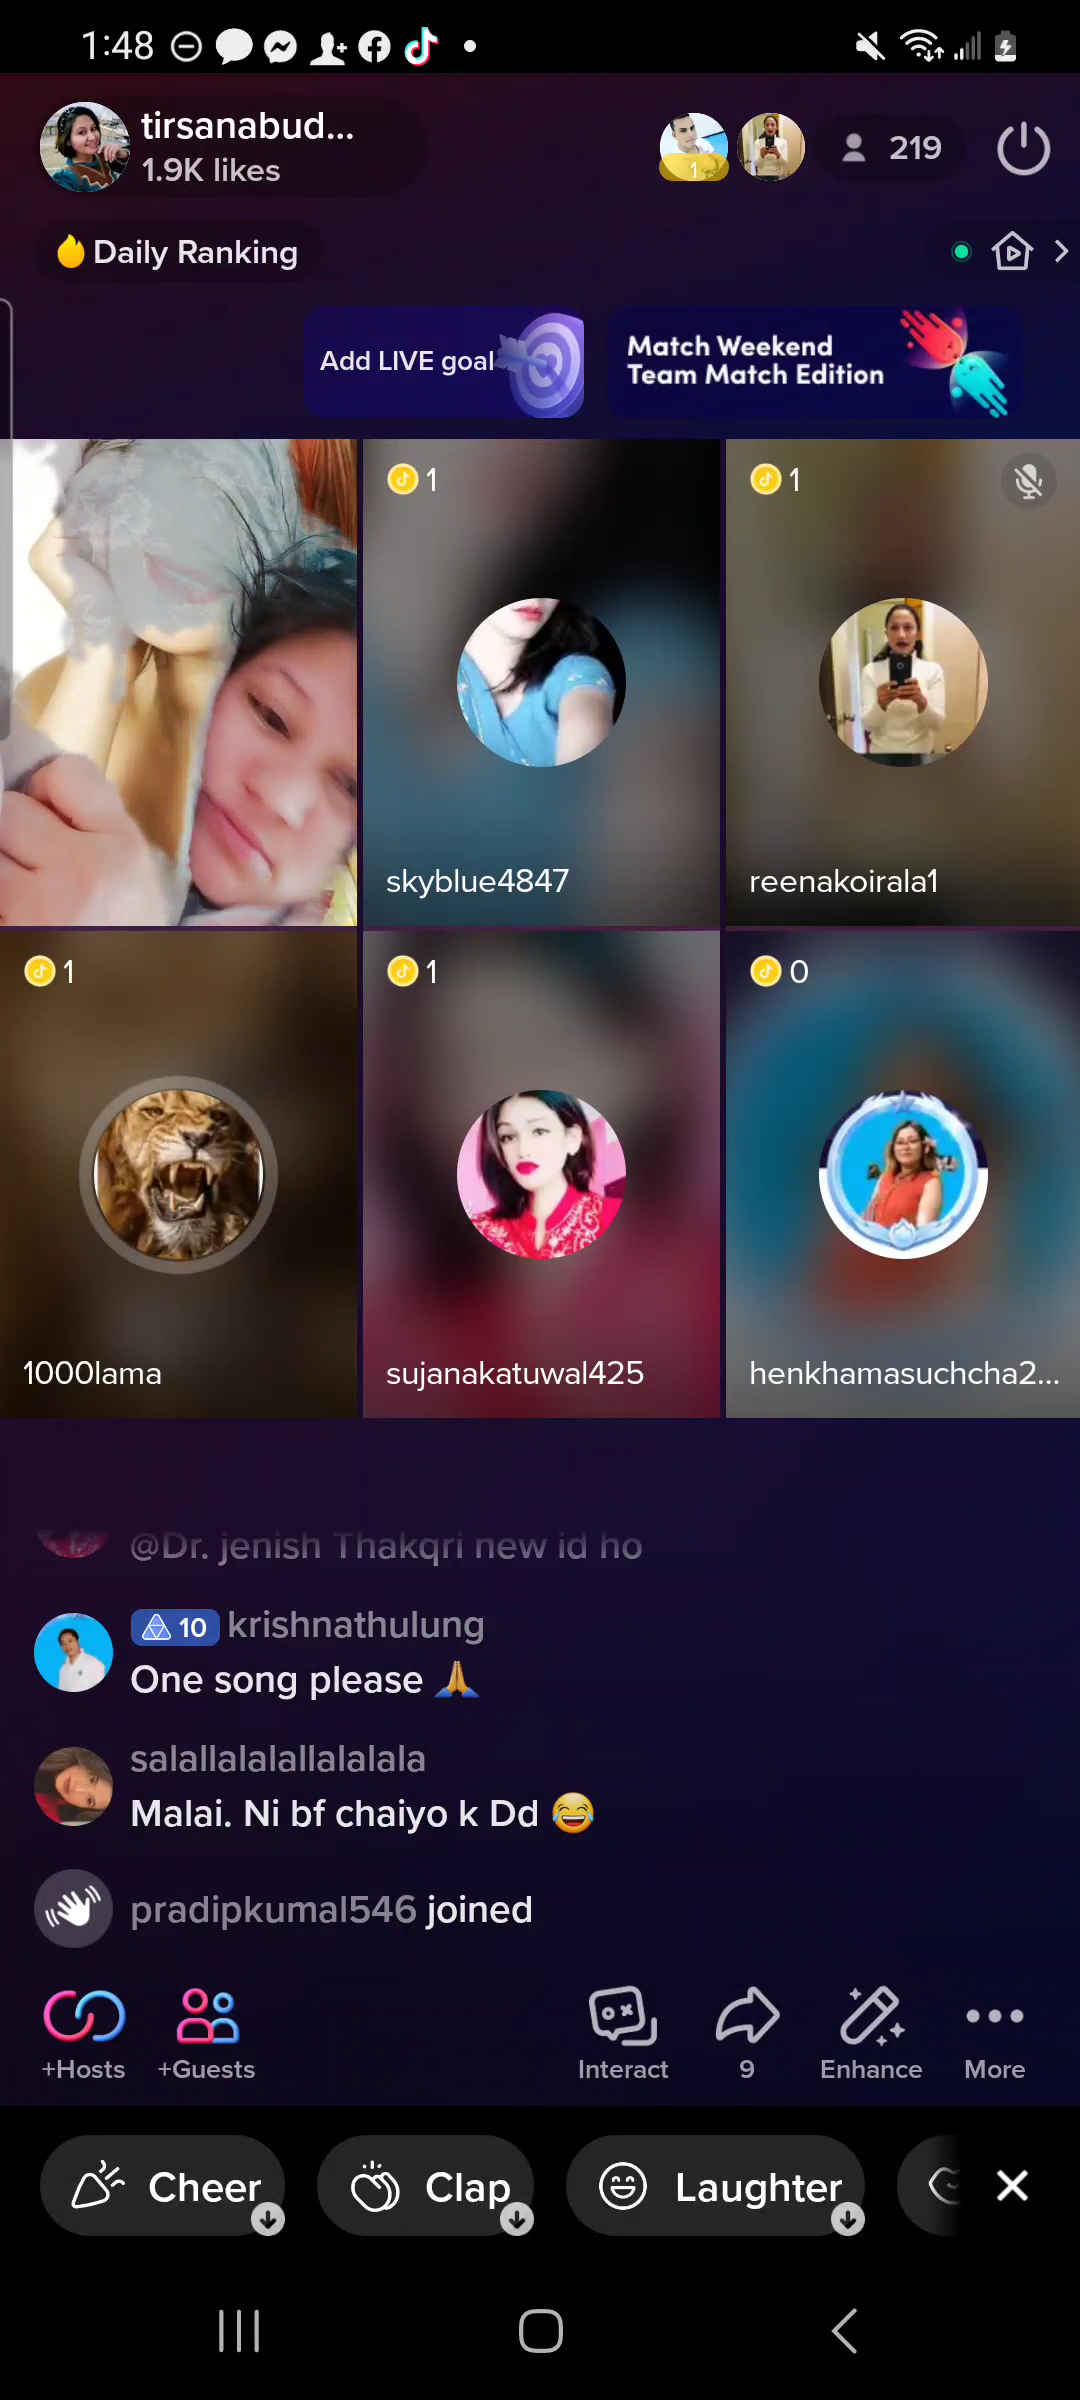 1:48
tirsanabud...
1.9K likes
1
219
Daily Ranking
Add LIVE goal
Match Weekend
Team Match Edition
1
1
skyblue4847
reenakoirala1
1
1
0
1000lama
sujanakatuwal425
henkhamasuchcha2...
@Dr. jenish Thakqri new id ho
10 krishnathulung
One song please 🙏
salallalalallalalala
Malai. Ni bf chaiyo k Dd 😂
pradipkumal546 joined
+Hosts
+Guests
Interact
9
Enhance
More
Cheer
Clap
Laughter